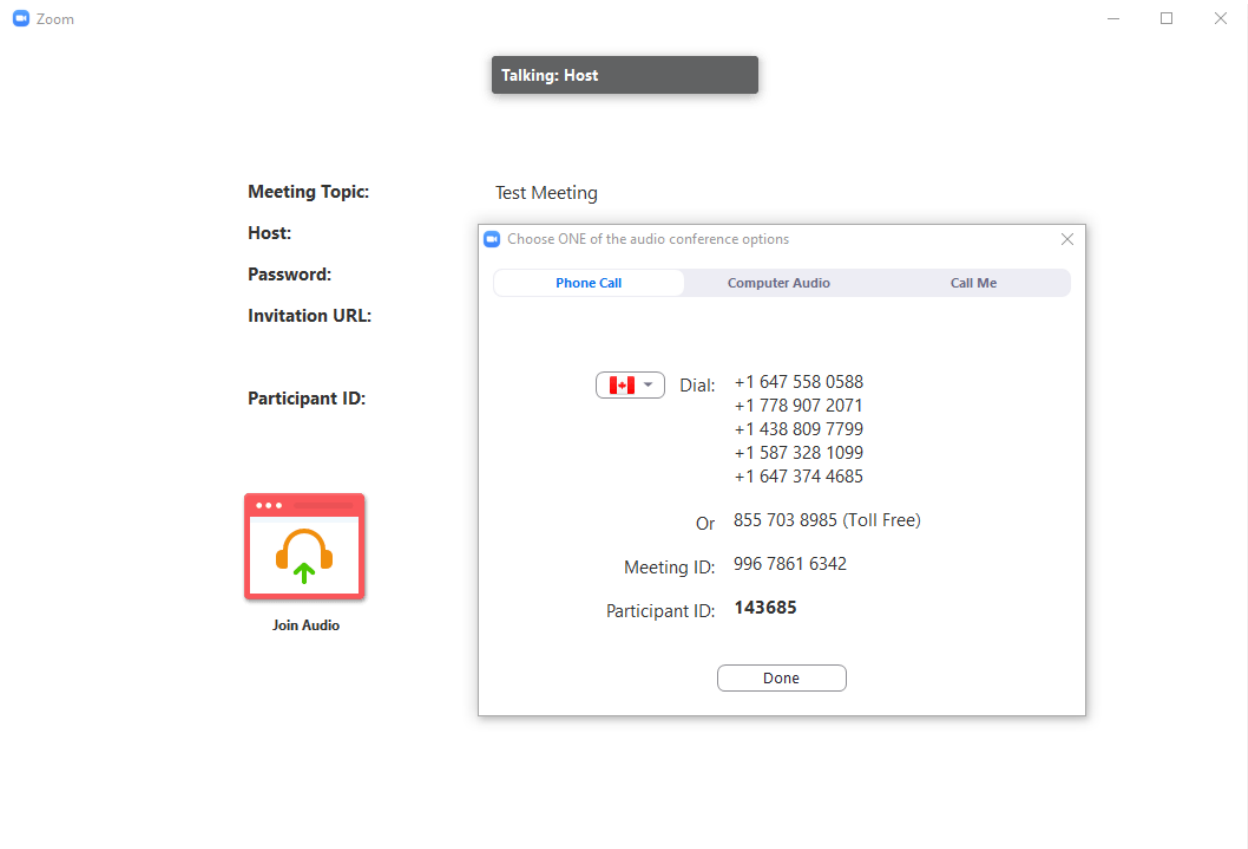 Zoom
Talking: Host
Meeting Topic: Test Meeting
Host:
Password:
Invitation URL:
Participant ID:
Join Audio
Choose ONE of the audio conference options
Phone Call Computer Audio Call Me
Dial: +1 647 558 0588
+1 778 907 2071
+1 438 809 7799
+1 587 328 1099
+1 647 374 4685
Or 855 703 8985 (Toll Free)
Meeting ID: 996 7861 6342
Participant ID: 143685
Done